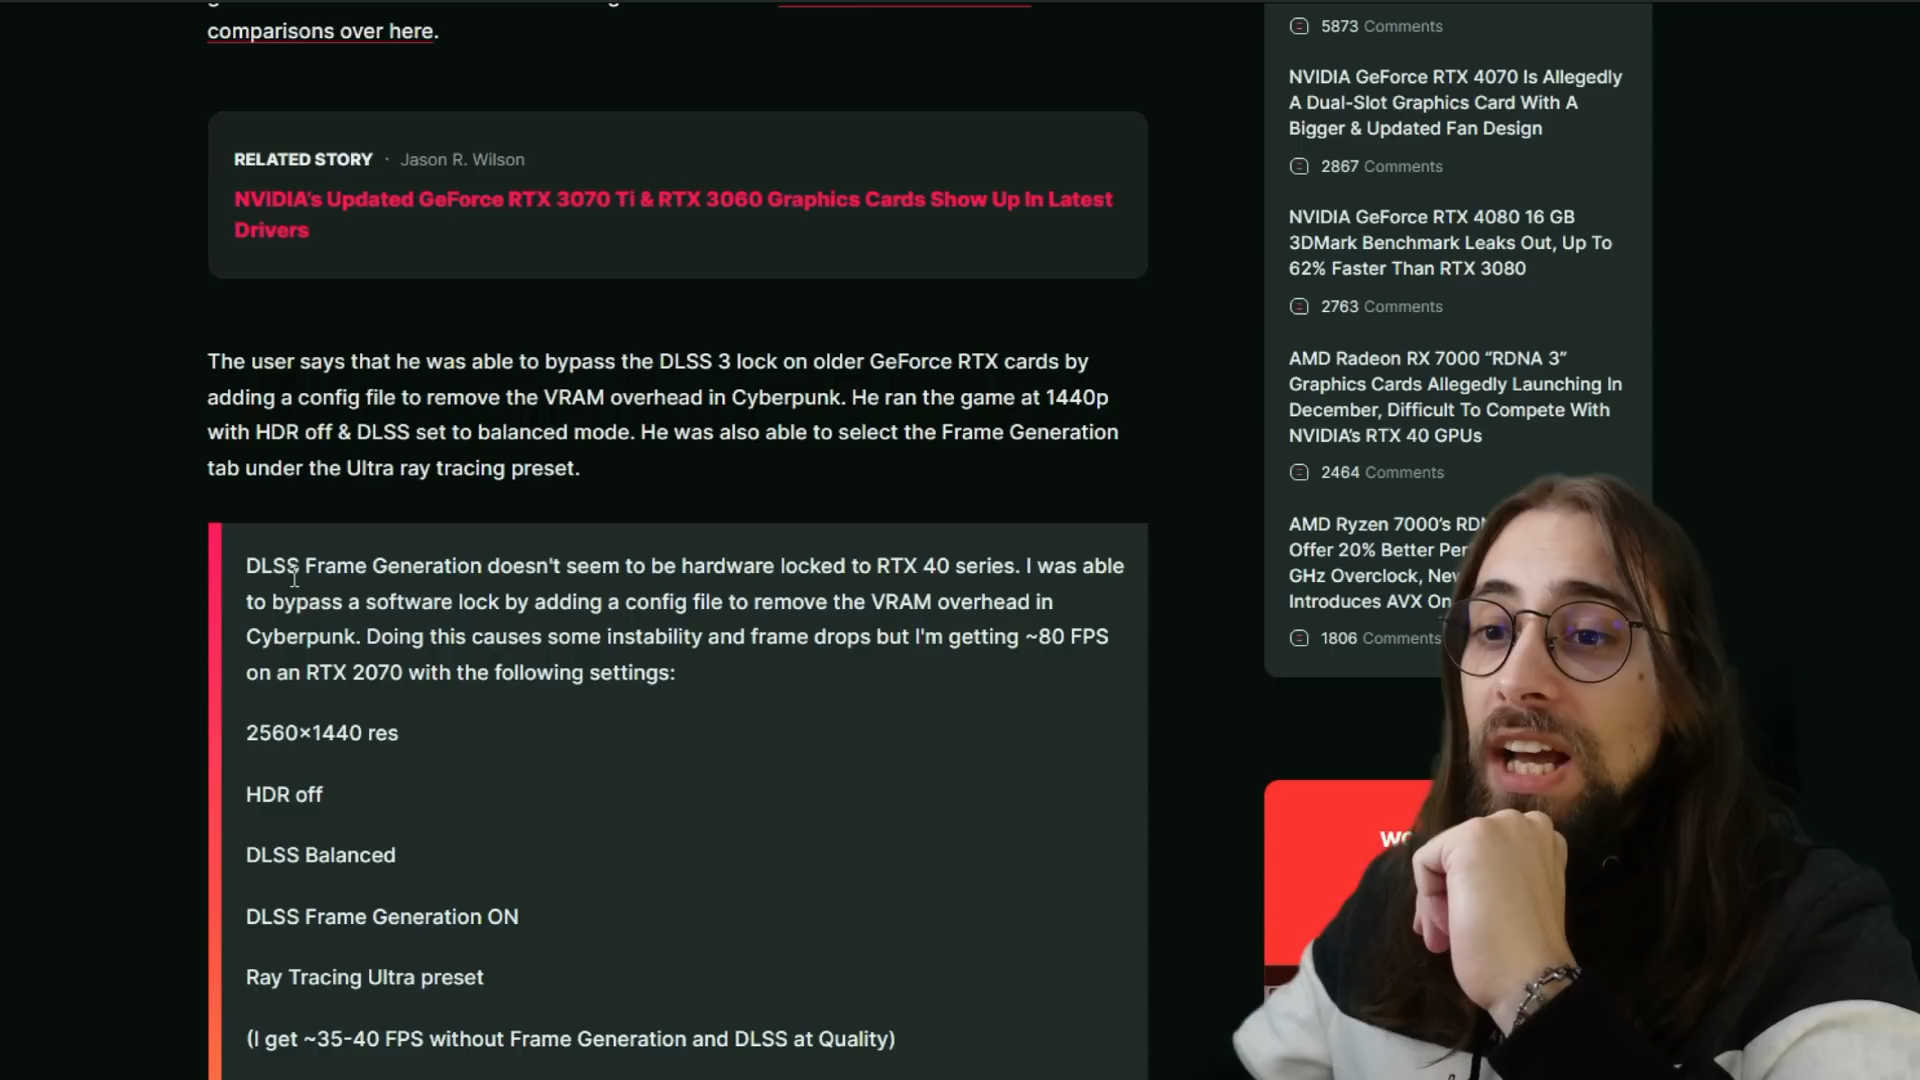 comparisons over here.
RELATED STORY · Jason R. Wilson
NVIDIA's Updated GeForce RTX 3070 Ti & RTX 3060 Graphics Cards Show Up In Latest
Drivers
The user says that he was able to bypass the DLSS 3 lock on older GeForce RTX cards by
adding a config file to remove the VRAM overhead in Cyberpunk. He ran the game at 1440p
with HDR off & DLSS set to balanced mode. He was also able to select the Frame Generation
tab under the Ultra ray tracing preset.
DLSS Frame Generation doesn't seem to be hardware locked to RTX 40 series. I was able
to bypass a software lock by adding a config file to remove the VRAM overhead in
Cyberpunk. Doing this causes some instability and frame drops but I'm getting ~80 FPS
on an RTX 2070 with the following settings:
2560×1440 res
HDR off
DLSS Balanced
DLSS Frame Generation ON
Ray Tracing Ultra preset
(I get ~35-40 FPS without Frame Generation and DLSS at Quality)
5873 Comments
NVIDIA GeForce RTX 4070 Is Allegedly
A Dual-Slot Graphics Card With A
Bigger & Updated Fan Design
2867 Comments
NVIDIA GeForce RTX 4080 16 GB
3DMark Benchmark Leaks Out, Up To
62% Faster Than RTX 3080
2763 Comments
AMD Radeon RX 7000 “RDNA 3”
Graphics Cards Allegedly Launching In
December, Difficult To Compete With
NVIDIA's RTX 40 GPUs
2464 Comments
AMD Ryzen 7000's
Offer 20% Better
GHz Overclock,
Introduces AVX
1806 Comments